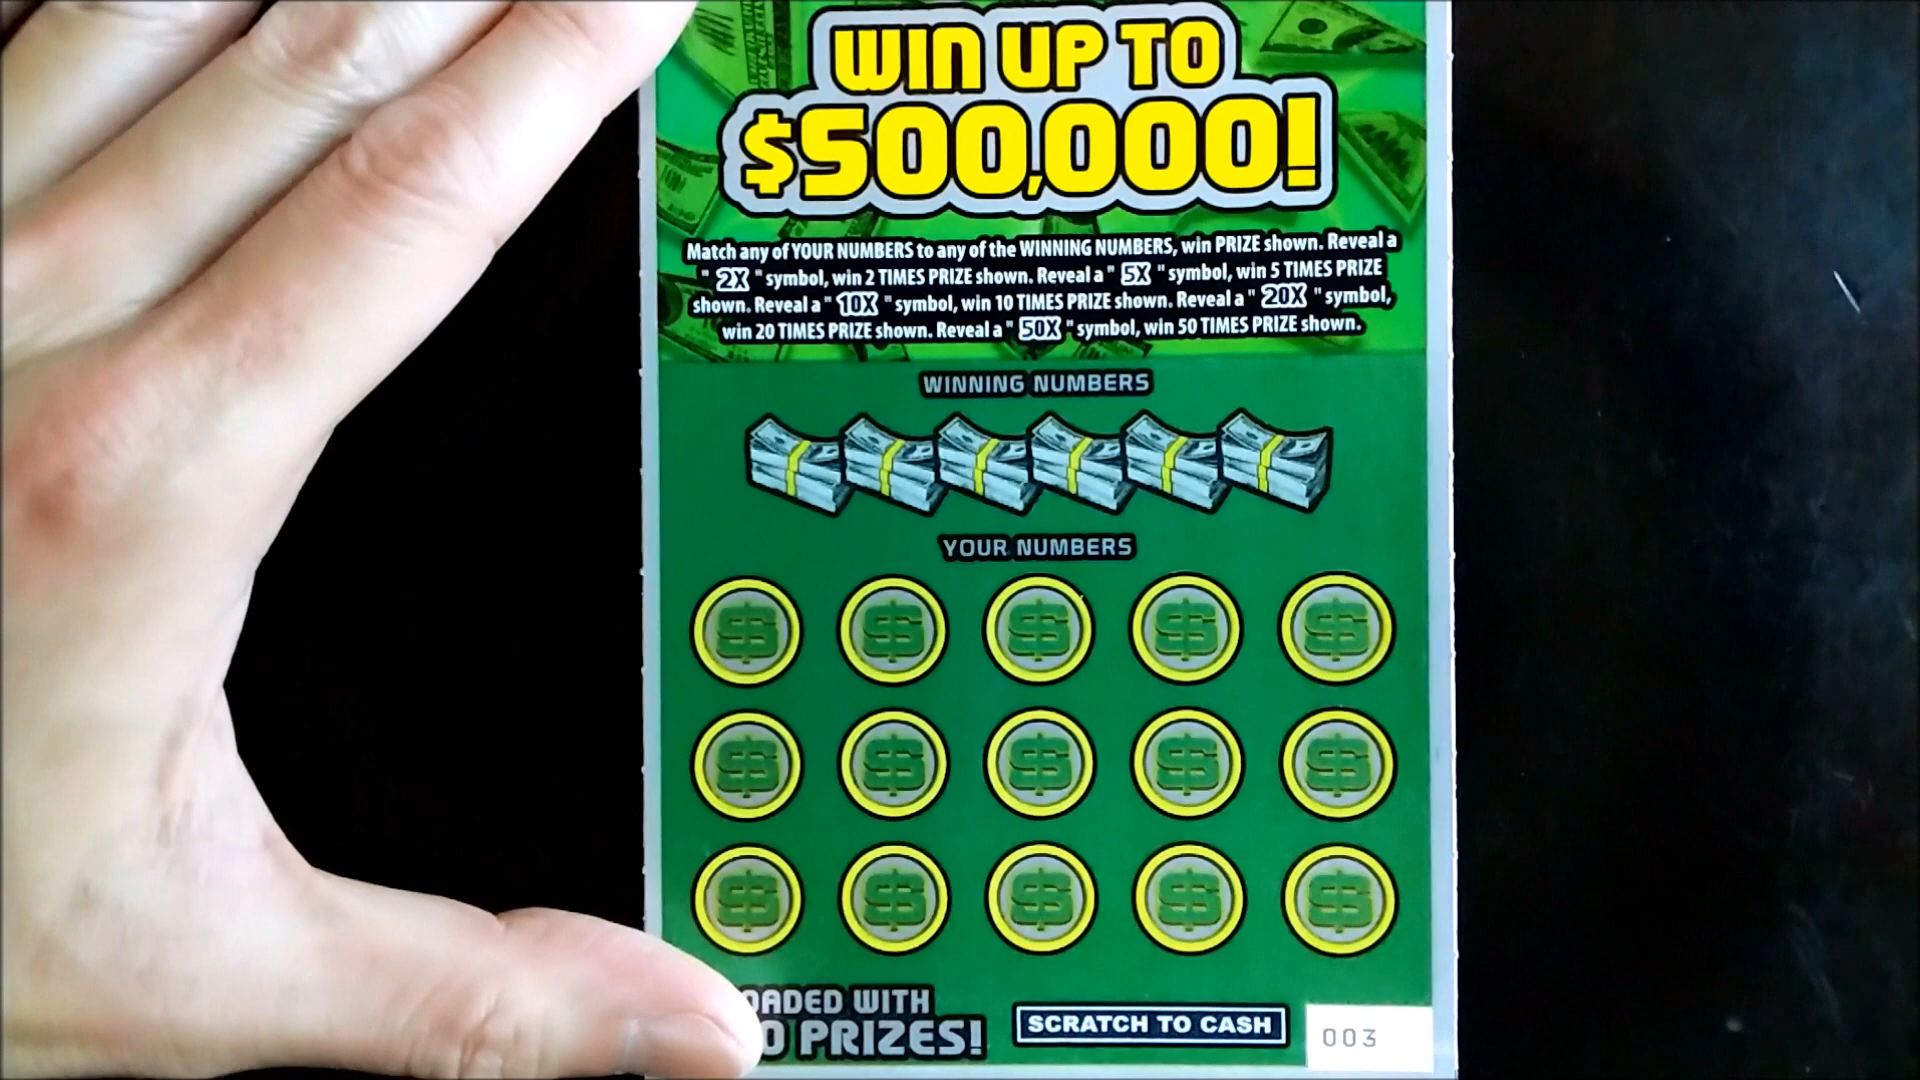 WIN UP TO
$500,000!
Match any of YOUR NUMBERS to any of the WINNING NUMBERS, win PRIZE shown. Reveal a
" 2X " symbol, win 2 TIMES PRIZE shown. Reveal a " 5X " symbol, win 5 TIMES PRIZE
shown. Reveal a " 10X " symbol, win 10 TIMES PRIZE shown. Reveal a " 20X " symbol,
win 20 TIMES PRIZE shown. Reveal a " 50X " symbol, win 50 TIMES PRIZE shown.
WINNING NUMBERS
YOUR NUMBERS
$ $ $ $ $
$ $ $ $ $
$ $ $ $ $
WITH
PRIZES!
SCRATCH TO CASH
003